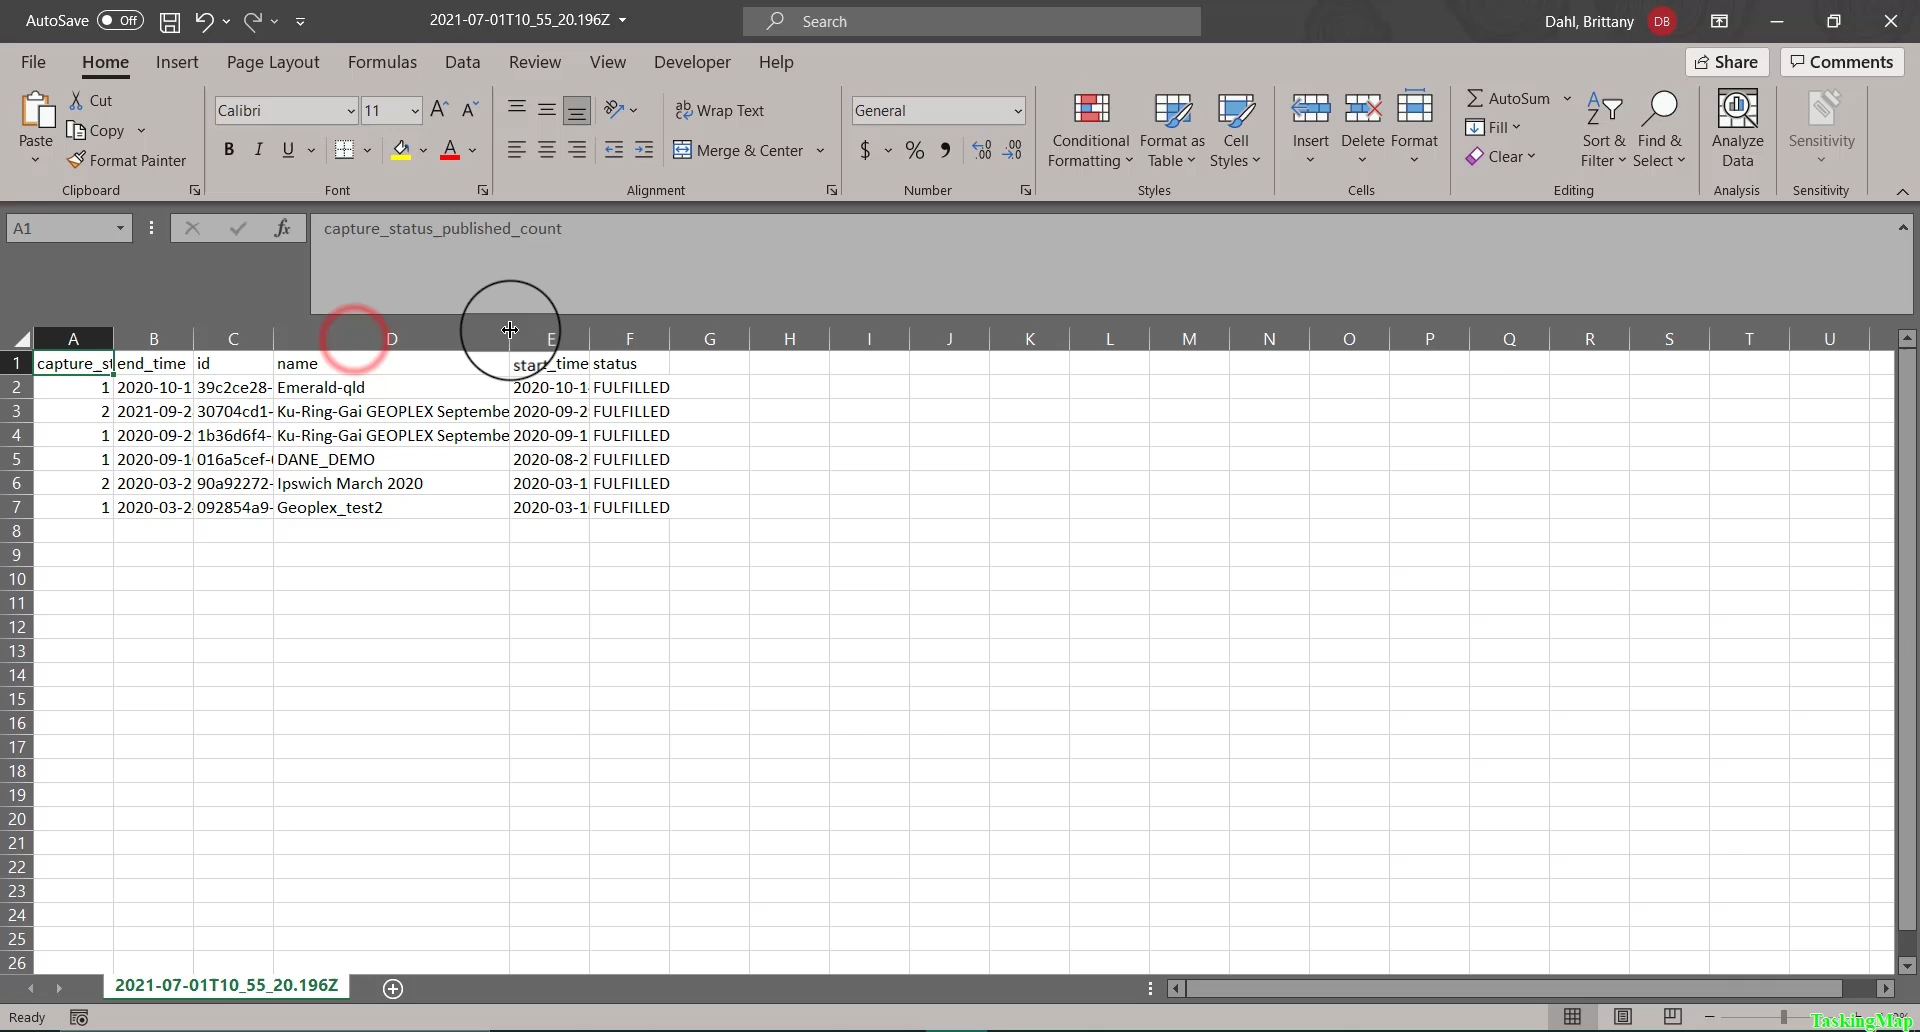 AutoSave Off 2021-07-01T10_55_20.196Z Search Dahl, Brittany DB
File Home Insert Page Layout Formulas Data Review View Developer Help Share Comments
Paste Cut Copy Format Painter Clipboard
Calibri 11 B I U A Font
ab Wrap Text Merge & Center Alignment
General $ % Number
Conditional Formatting Format as Table Cell Styles Styles
Insert Delete Format Cells
AutoSum Fill Clear Sort & Filter Find & Select Editing
Analyze Data Analysis
Sensitivity Sensitivity
A1 fx capture_status_published_count
A B C D E F G H I J K L M N O P Q R S T U
1 capture_st end_time id name start_time status
2 1 2020-10-1 39c2ce28- Emerald-qld 2020-10-1 FULFILLED
3 2 2021-09-2 30704cd1- Ku-Ring-Gai GEOPLEX Septembe 2020-09-2 FULFILLED
4 1 2020-09-2 1b36d6f4- Ku-Ring-Gai GEOPLEX Septembe 2020-09-1 FULFILLED
5 1 2020-09-1 016a5cef- DANE_DEMO 2020-08-2 FULFILLED
6 2 2020-03-2 90a92272- Ipswich March 2020 2020-03-1 FULFILLED
7 1 2020-03-2 092854a9- Geoplex_test2 2020-03-1 FULFILLED
8
9
10
11
12
13
14
15
16
17
18
19
20
21
22
23
24
25
26
2021-07-01T10_55_20.196Z
Ready
TaskingMap